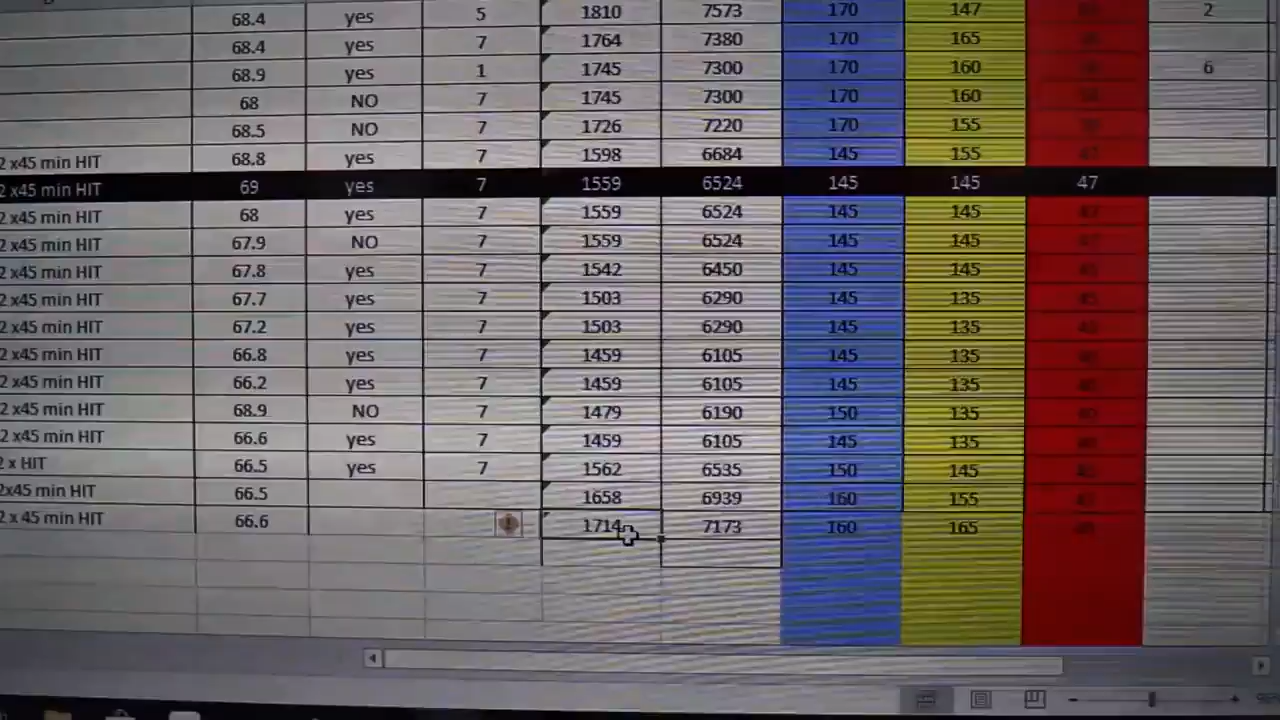 68.4 yes 5 1810 7573 170 147 2
68.4 yes 7 1764 7380 170 165
68.9 yes 1 1745 7300 170 160 6
68 NO 7 1745 7300 170 160
68.5 NO 7 1726 7220 170 155
2 x45 min HIT 68.8 yes 7 1598 6684 145 155 47
2 x45 min HIT 69 yes 7 1559 6524 145 145 47
2 x45 min HIT 68 yes 7 1559 6524 145 145 47
2 x45 min HIT 67.9 NO 7 1559 6524 145 145 47
2 x45 min HIT 67.8 yes 7 1542 6450 145 145
2 x45 min HIT 67.7 yes 7 1503 6290 145 135
2 x45 min HIT 67.2 yes 7 1503 6290 145 135
2 x45 min HIT 66.8 yes 7 1459 6105 145 135
2 x45 min HIT 66.2 yes 7 1459 6105 145 135
2 x45 min HIT 68.9 NO 7 1479 6190 150 135
2 x45 min HIT 66.6 yes 7 1459 6105 145 135
2 x HIT 66.5 yes 7 1562 6535 150 145
2x45 min HIT 66.5 1658 6939 160 155
2 x 45 min HIT 66.6 1714 7173 160 165